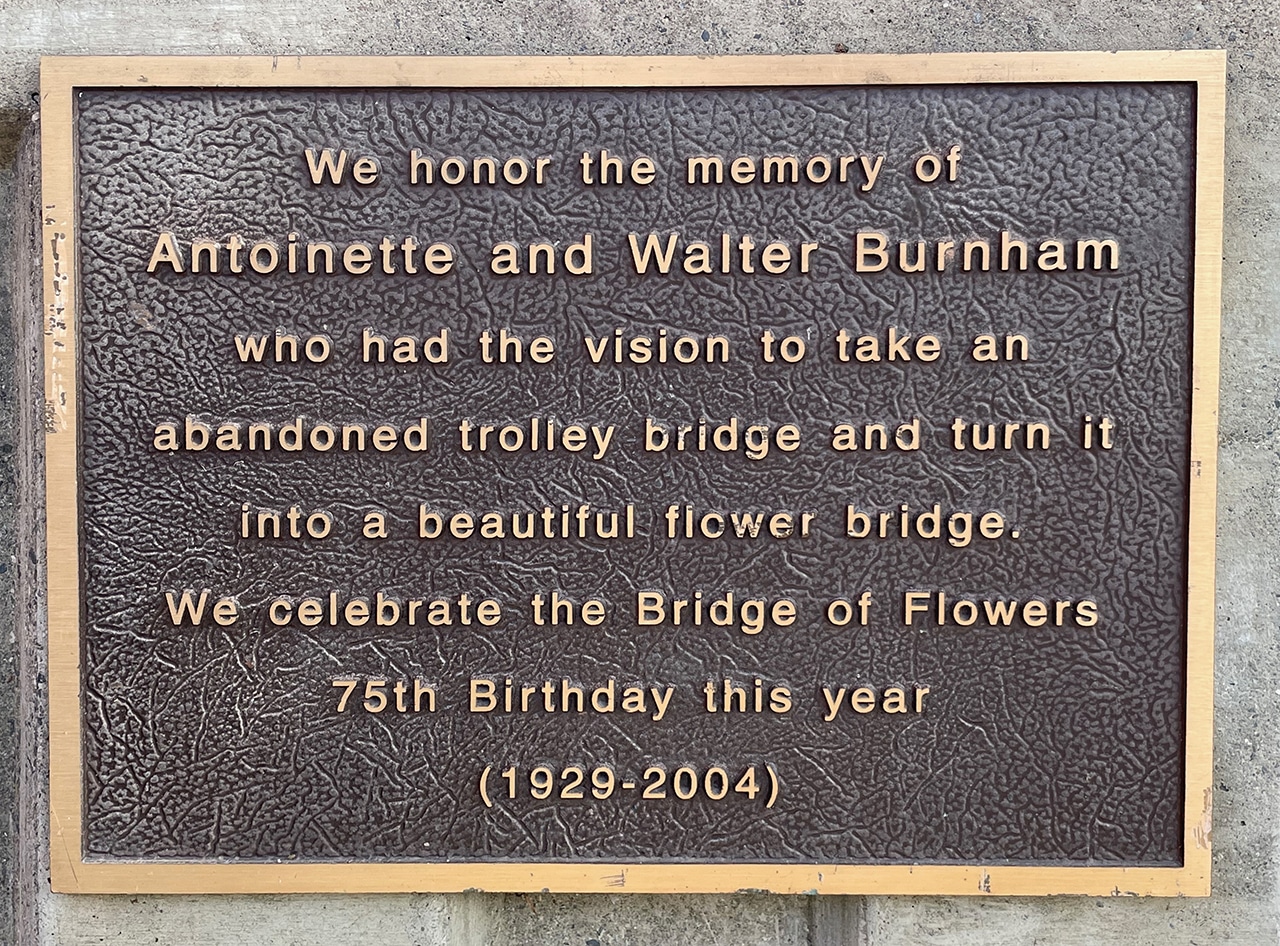 We honor the memory of
Antoinette and Walter Burnham
who had the vision to take an
abandoned trolley bridge and turn it
into a beautiful flower bridge.
We celebrate the Bridge of Flowers
75th Birthday this year
(1929-2004)